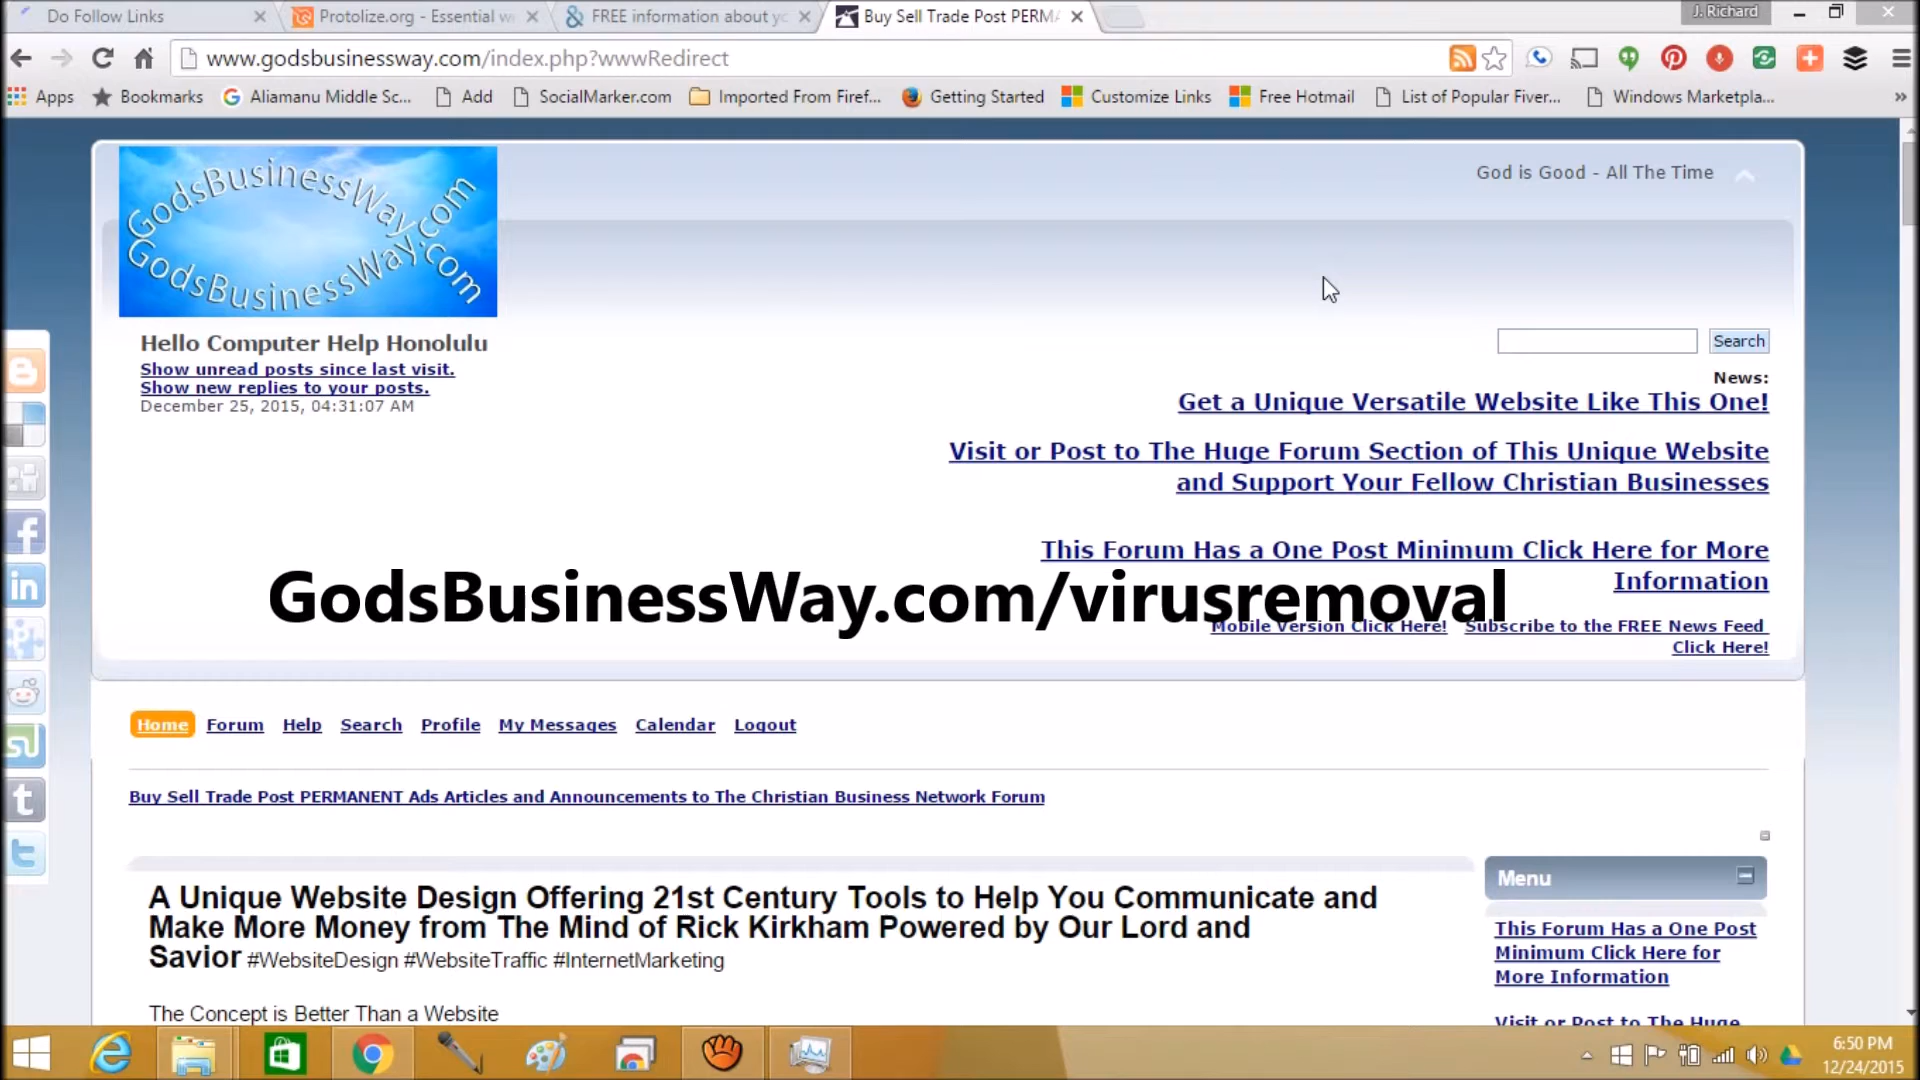 Do Follow Links
Protolize.org - Essential w
FREE information about yo
Buy Sell Trade Post PERMA
J. Richard
www.godsbusinessway.com/index.php?wwwRedirect
Apps
Bookmarks
Aliamanu Middle Sc...
Add
SocialMarker.com
Imported From Firef...
Getting Started
Customize Links
Free Hotmail
List of Popular Fiver...
Windows Marketpla...
»
GodsBusinessWay.com
GodsBusinessWay.com
God is Good - All The Time
Hello Computer Help Honolulu
Show unread posts since last visit.
Show new replies to your posts.
December 25, 2015, 04:31:07 AM
Search
News:
Get a Unique Versatile Website Like This One!
Visit or Post to The Huge Forum Section of This Unique Website
and Support Your Fellow Christian Businesses
This Forum Has a One Post Minimum Click Here for More
Information
GodsBusinessWay.com/virusremoval
Mobile Version Click Here! Subscribe to the FREE News Feed
Click Here!
Home Forum Help Search Profile My Messages Calendar Logout
Buy Sell Trade Post PERMANENT Ads Articles and Announcements to The Christian Business Network Forum
A Unique Website Design Offering 21st Century Tools to Help You Communicate and
Make More Money from The Mind of Rick Kirkham Powered by Our Lord and
Savior #WebsiteDesign #WebsiteTraffic #InternetMarketing
The Concept is Better Than a Website
Menu
This Forum Has a One Post
Minimum Click Here for
More Information
Visit or Post to The Huge
6:50 PM
12/24/2015